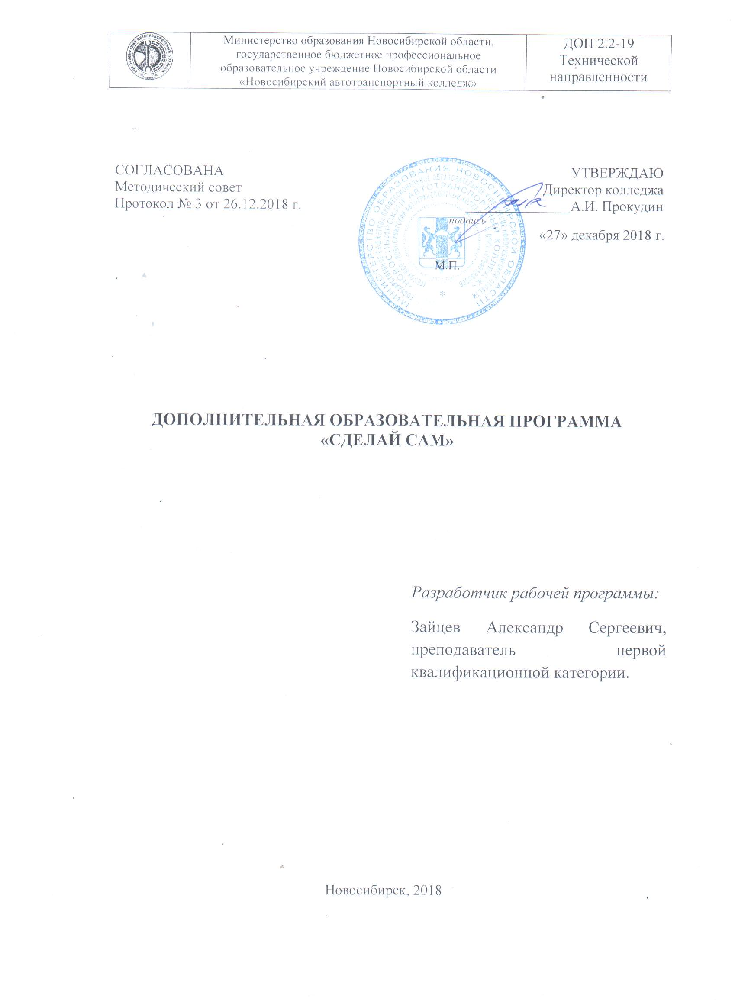 НОВОСИБИРСКИЙ АВТОТРАНСПОРТНЫЙ КОЛЛЕДЖ
Министерство образования Новосибирской области,
государственное бюджетное профессиональное
образовательное учреждение Новосибирской области
«Новосибирский автотранспортный колледж»
ДОП 2.2-19
Технической
направленности
СОГЛАСОВАНА
Методический совет
Протокол № 3 от 26.12.2018 г.
УТВЕРЖДАЮ
Директор колледжа
А.И. Прокудин
подпись
«27» декабря 2018 г.
М.П.
МИНИСТЕРСТВО ОБРАЗОВАНИЯ НОВОСИБИРСКОЙ ОБЛАСТИ
НОВОСИБИРСКИЙ АВТОТРАНСПОРТНЫЙ КОЛЛЕДЖ
ДОПОЛНИТЕЛЬНАЯ ОБРАЗОВАТЕЛЬНАЯ ПРОГРАММА
«СДЕЛАЙ САМ»
Разработчик рабочей программы:
Зайцев Александр Сергеевич,
преподаватель первой
квалификационной категории.
Новосибирск, 2018